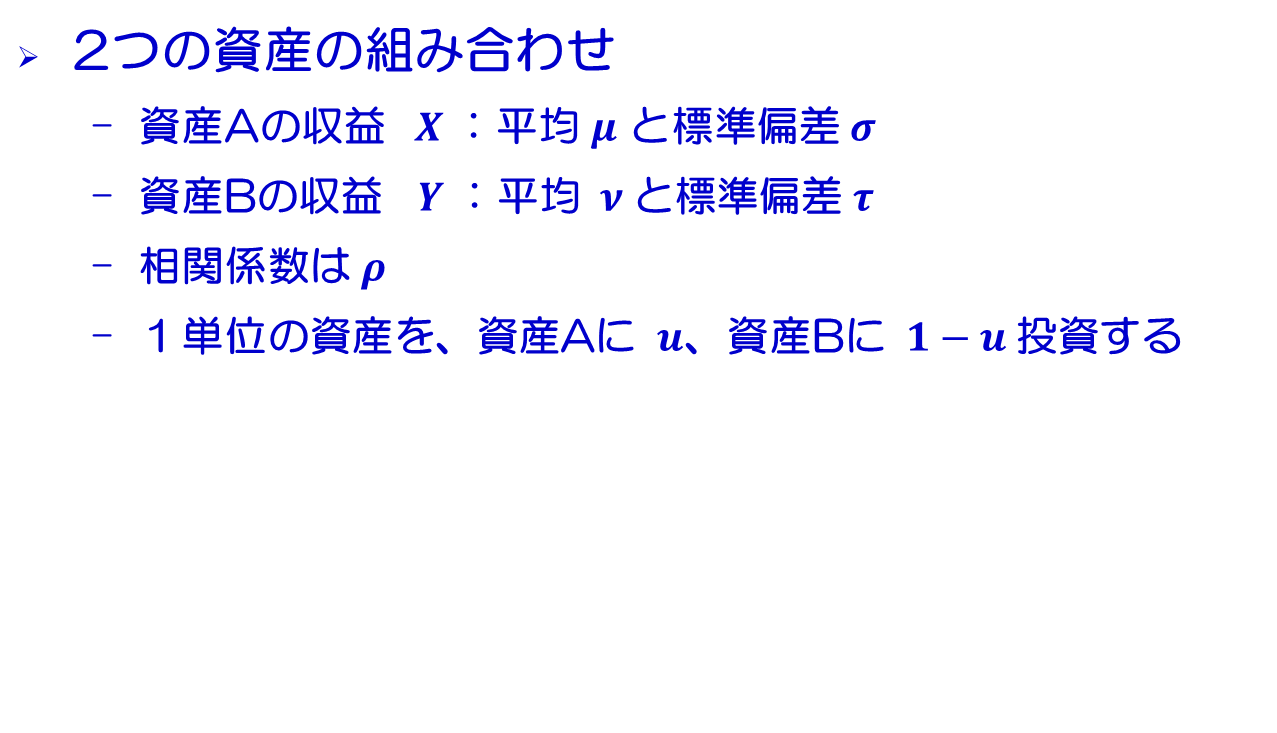 ➢ 2つの資産の組み合わせ
– 資産Aの収益 X ：平均 μ と標準偏差 σ
– 資産Bの収益 Y ：平均 ν と標準偏差 τ
– 相関係数は ρ
– １単位の資産を、資産Aに u、資産Bに 1 − u 投資する